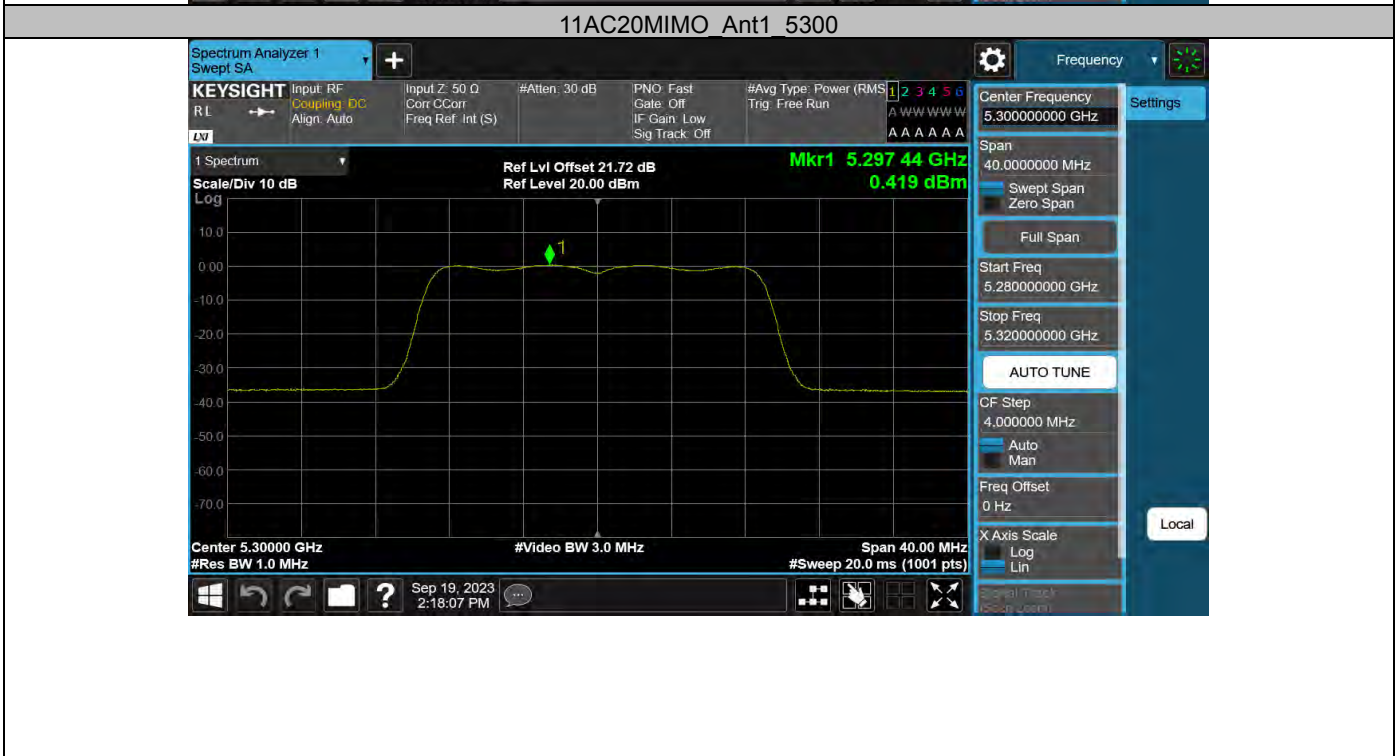 11AC20MIMO_Ant1_5300
Spectrum Analyzer 1
Swept SA
Frequency
KEYSIGHT
RL
LXI
Input: RF
Coupling: DC
Align: Auto
Input Z: 50 Ω
Corr CCorr
Freq Ref: Int (S)
#Atten: 30 dB
PNO: Fast
Gate: Off
IF Gain: Low
Sig Track: Off
#Avg Type: Power (RMS
Trig: Free Run
1 2 3 4 5 6
A W W W W W
A A A A A A
1 Spectrum
Scale/Div 10 dB
Log
Ref Lvl Offset 21.72 dB
Ref Level 20.00 dBm
Mkr1 5.297 44 GHz
0.419 dBm
1
10.0
0.00
-10.0
-20.0
-30.0
-40.0
-50.0
-60.0
-70.0
Center 5.30000 GHz
#Res BW 1.0 MHz
#Video BW 3.0 MHz
Span 40.00 MHz
#Sweep 20.0 ms (1001 pts)
Center Frequency
5.300000000 GHz
Settings
Span
40.0000000 MHz
Swept Span
Zero Span
Full Span
Start Freq
5.280000000 GHz
Stop Freq
5.320000000 GHz
AUTO TUNE
CF Step
4.000000 MHz
Auto
Man
Freq Offset
0 Hz
X Axis Scale
Log
Lin
Signal Track
(Span Zoom)
Local
?
Sep 19, 2023
2:18:07 PM